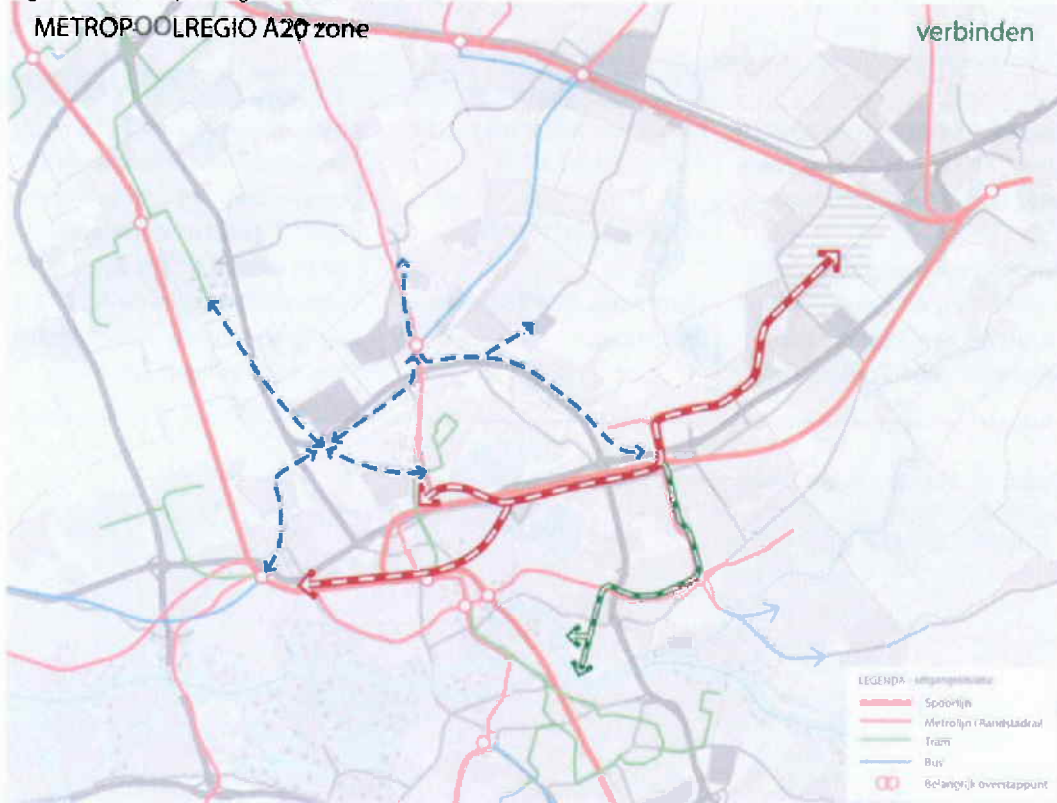 METROPOOLREGIO A20 zone
verbinden
LEGENDA
Spoorlijn
Metrolijn (Randstadrail
Tram
Bus
Belangrijk overstappunt